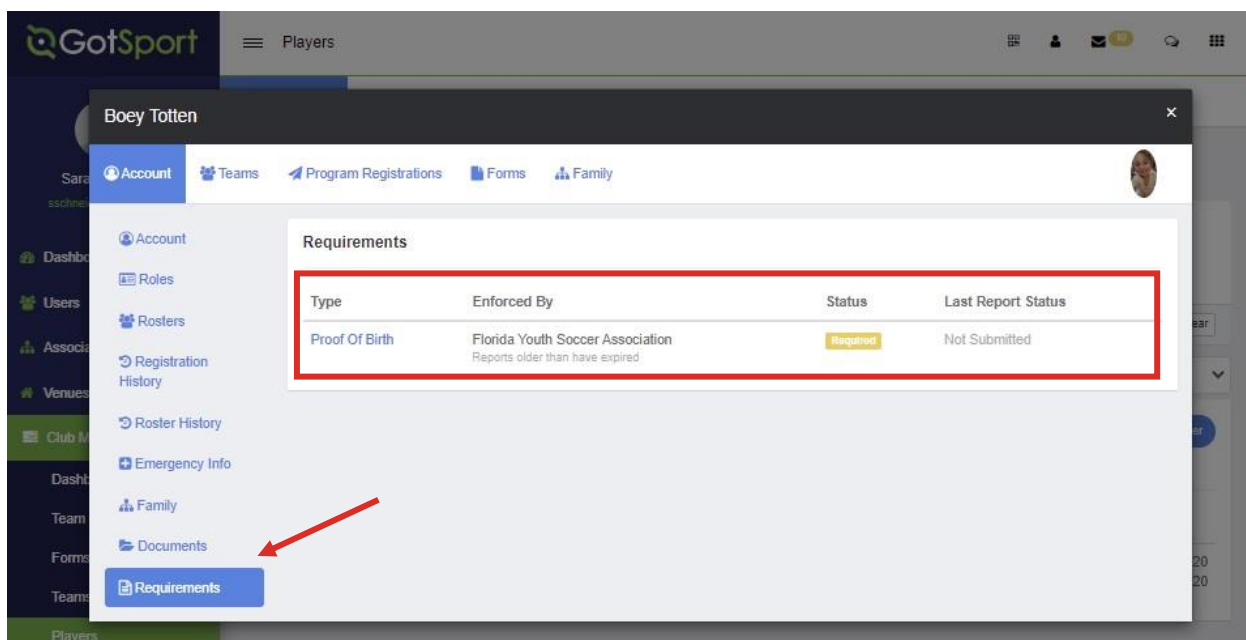 GotSport
Players
10
Boey Totten
×
Account
Teams
Program Registrations
Forms
Family
Sara
Dashbo
Users
Associa
Venues
Club M
Dashb
Team
Forms
Teams
Players
Account
Roles
Rosters
Registration
History
Roster History
Emergency Info
Family
Documents
Requirements
Requirements
Type Enforced By Status Last Report Status
Proof Of Birth Florida Youth Soccer Association Required Not Submitted
Reports older than have expired
ear
er
20
20